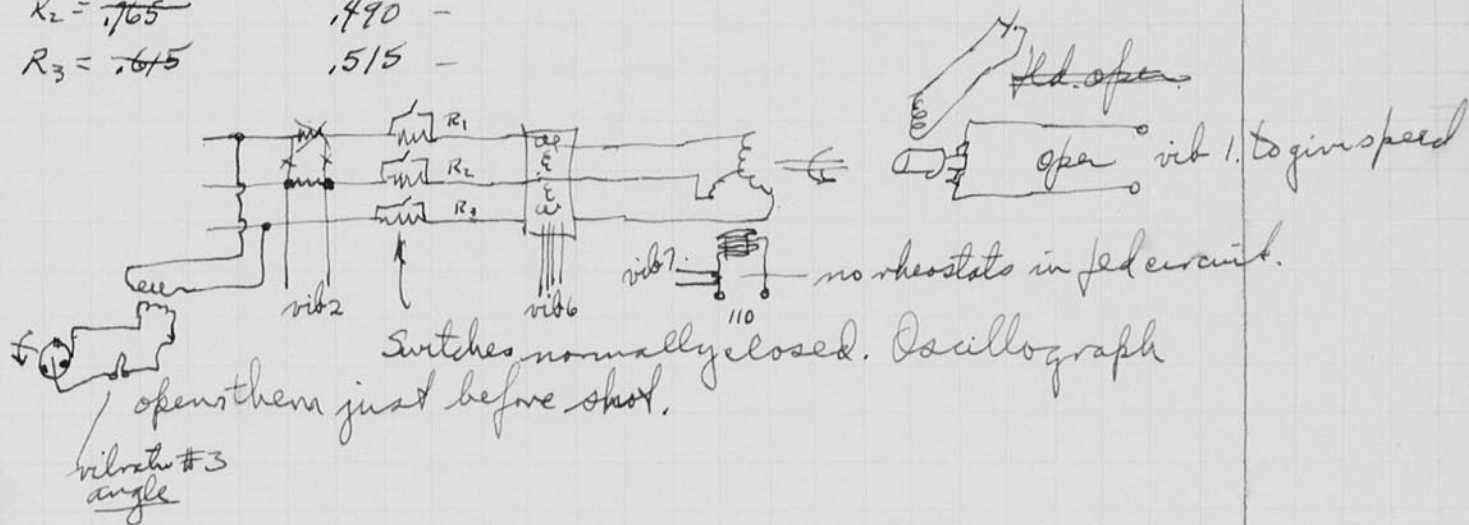 R₂ = .765 .490 –
R₃ = .615 .515 –
fld. open
R₁
R₂
R₃
open vib 1. to give speed
vib 7.
no rheostats in fld circuit.
vib 2
vib 6
110
Switches normally closed. Oscillograph
opens them just before shot.
vibrator #3
angle